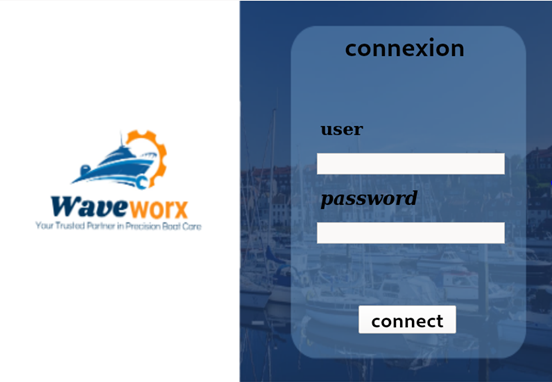 Waveworx
Your Trusted Partner in Precision Boat Care
connexion
user
password
connect